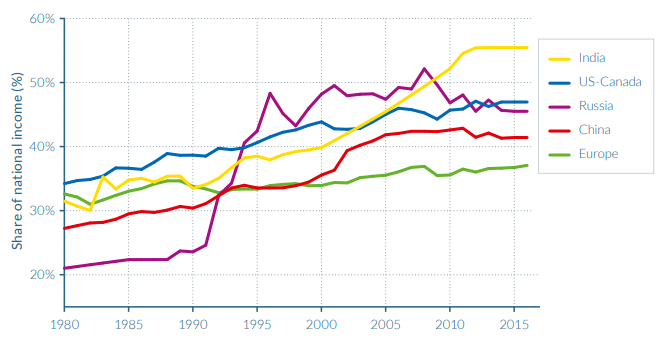 60%
50%
40%
30%
20%
Share of national income (%)
1980 1985 1990 1995 2000 2005 2010 2015
India
US-Canada
Russia
China
Europe